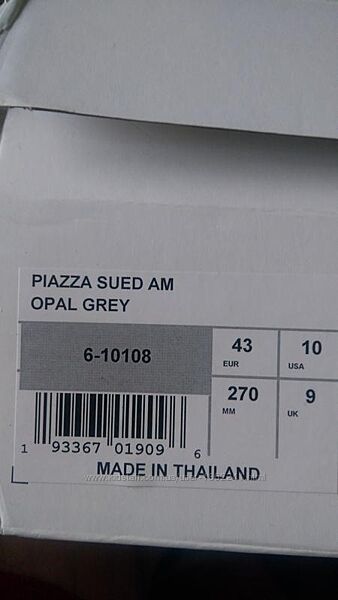 PIAZZA SUED AM
OPAL GREY
6-10108
43 EUR
10 USA
270 MM
9 UK
1 93367 01909 6
MADE IN THAILAND